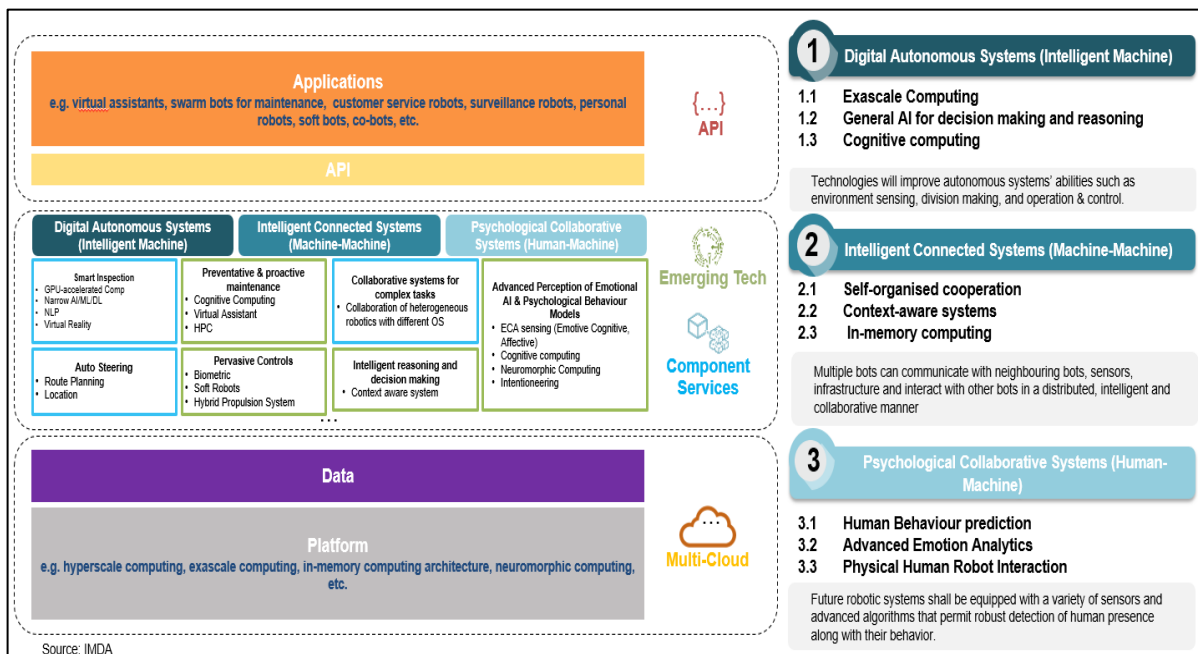 Applications
e.g. virtual assistants, swarm bots for maintenance, customer service robots, surveillance robots, personal
robots, soft bots, co-bots, etc.
API
{...}
API
Digital Autonomous Systems
(Intelligent Machine)
Intelligent Connected Systems
(Machine-Machine)
Psychological Collaborative
Systems (Human-Machine)
Smart Inspection
• GPU-accelerated Comp
• Narrow AI/ML/DL
• NLP
• Virtual Reality
Preventative & proactive
maintenance
• Cognitive Computing
• Virtual Assistant
• HPC
Collaborative systems for
complex tasks
• Collaboration of heterogeneous
robotics with different OS
Advanced Perception of Emotional
AI & Psychological Behaviour
Models
• ECA sensing (Emotive Cognitive,
Affective)
• Cognitive computing
• Neuromorphic Computing
• Intentioneering
Auto Steering
• Route Planning
• Location
Pervasive Controls
• Biometric
• Soft Robots
• Hybrid Propulsion System
Intelligent reasoning and
decision making
• Context aware system
...
Emerging Tech
Component
Services
Data
Platform
e.g. hyperscale computing, exascale computing, in-memory computing architecture, neuromorphic computing,
etc.
...
Multi-Cloud
Source: IMDA
1
Digital Autonomous Systems (Intelligent Machine)
1.1 Exascale Computing
1.2 General AI for decision making and reasoning
1.3 Cognitive computing
Technologies will improve autonomous systems' abilities such as
environment sensing, division making, and operation & control.
2
Intelligent Connected Systems (Machine-Machine)
2.1 Self-organised cooperation
2.2 Context-aware systems
2.3 In-memory computing
Multiple bots can communicate with neighbouring bots, sensors,
infrastructure and interact with other bots in a distributed, intelligent and
collaborative manner
3
Psychological Collaborative Systems (Human-
Machine)
3.1 Human Behaviour prediction
3.2 Advanced Emotion Analytics
3.3 Physical Human Robot Interaction
Future robotic systems shall be equipped with a variety of sensors and
advanced algorithms that permit robust detection of human presence
along with their behavior.